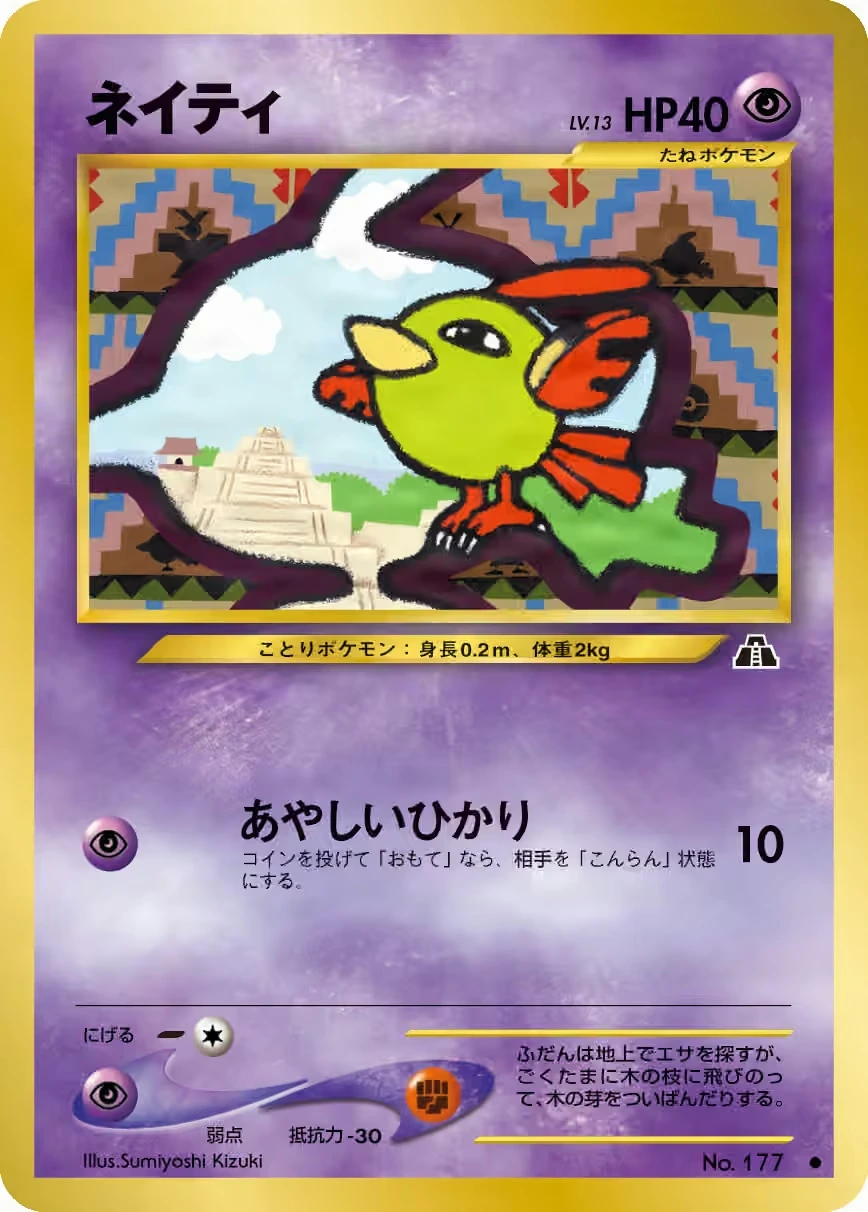 ネイティ
LV.13 HP40
たねポケモン
ことりポケモン：身長0.2m、体重2kg
あやしいひかり 10
コインを投げて「おもて」なら、相手を「こんらん」状態
にする。
にげる
ふだんは地上でエサを探すが、
ごくたまに木の枝に飛びのっ
て、木の芽をついばんだりする。
弱点 抵抗力 -30
Illus.Sumiyoshi Kizuki
No. 177